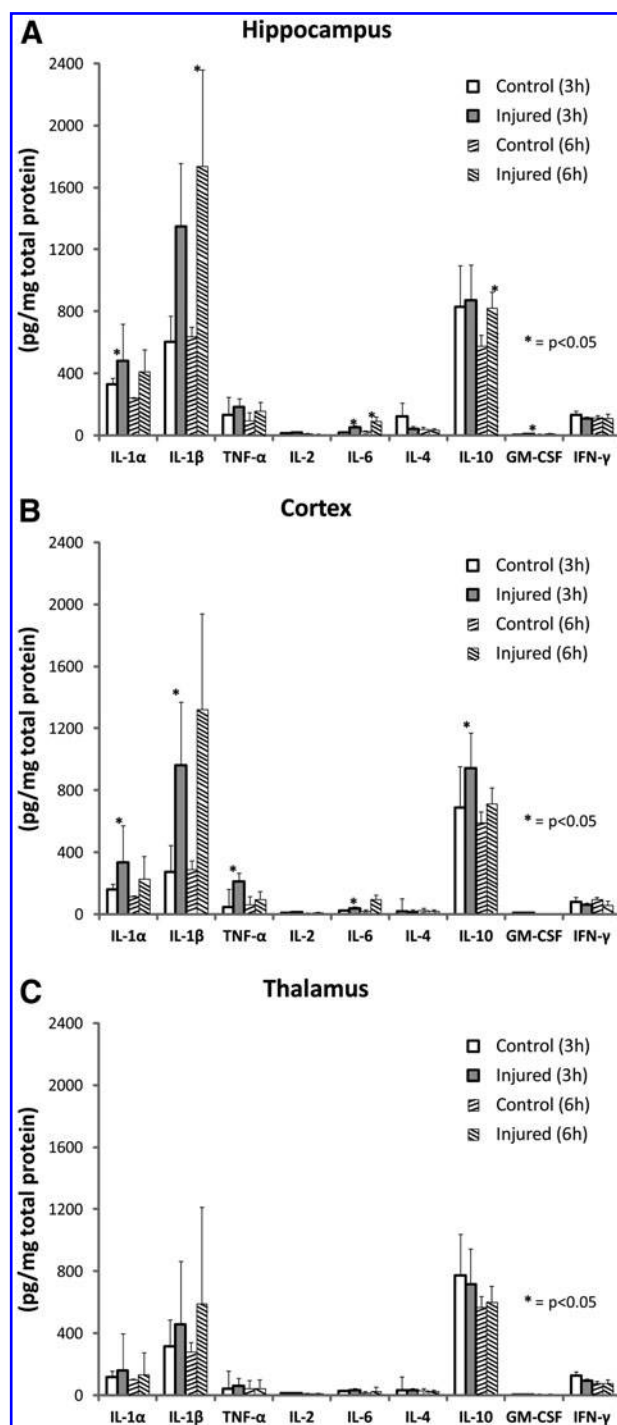 A
Hippocampus
(pg/mg total protein)
2400
2000
1600
1200
800
400
0
Control (3h)
Injured (3h)
Control (6h)
Injured (6h)
*
*
*
*
*
*
* = p<0.05
IL-1α IL-1β TNF-α IL-2 IL-6 IL-4 IL-10 GM-CSF IFN-γ
B
Cortex
(pg/mg total protein)
2400
2000
1600
1200
800
400
0
Control (3h)
Injured (3h)
Control (6h)
Injured (6h)
*
*
*
*
*
* = p<0.05
IL-1α IL-1β TNF-α IL-2 IL-6 IL-4 IL-10 GM-CSF IFN-γ
C
Thalamus
(pg/mg total protein)
2400
2000
1600
1200
800
400
0
Control (3h)
Injured (3h)
Control (6h)
Injured (6h)
* = p<0.05
IL-1α IL-1β TNF-α IL-2 IL-6 IL-4 IL-10 GM-CSF IFN-γ